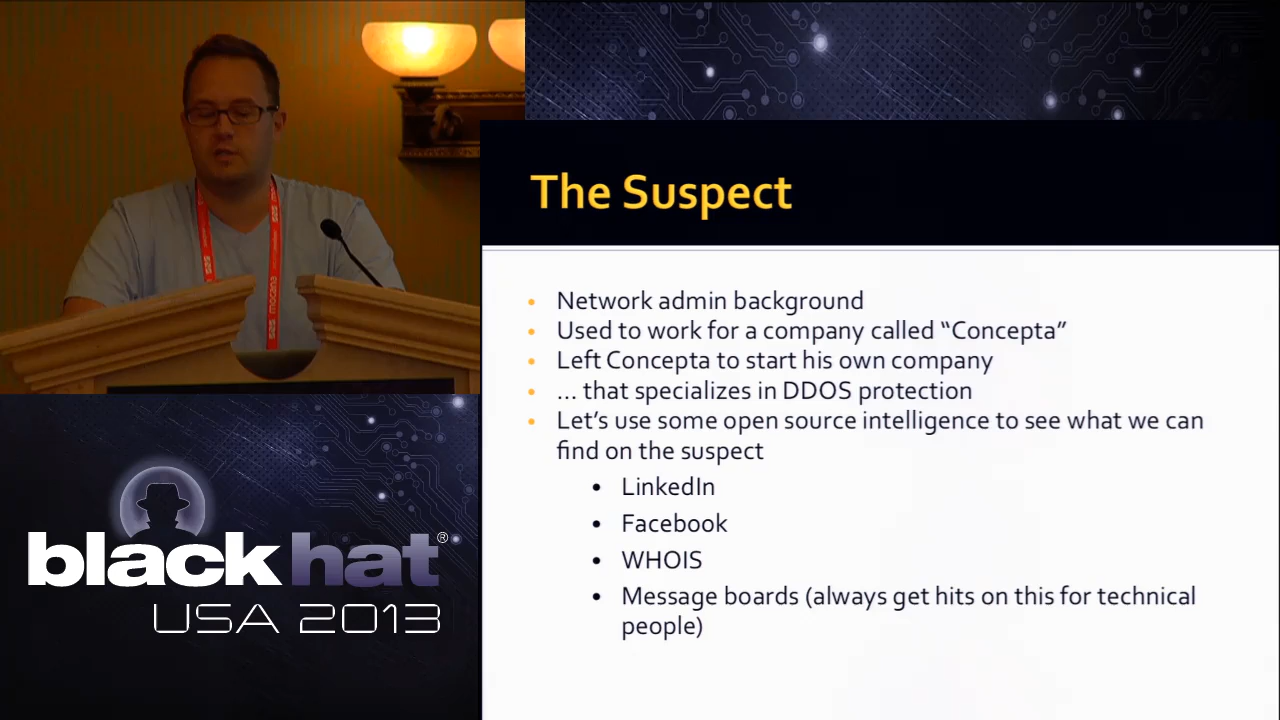 The Suspect
• Network admin background
• Used to work for a company called “Concepta”
• Left Concepta to start his own company
• ... that specializes in DDOS protection
• Let’s use some open source intelligence to see what we can
find on the suspect
• LinkedIn
• Facebook
• WHOIS
• Message boards (always get hits on this for technical
people)
blackhat®
USA 2013
mocana